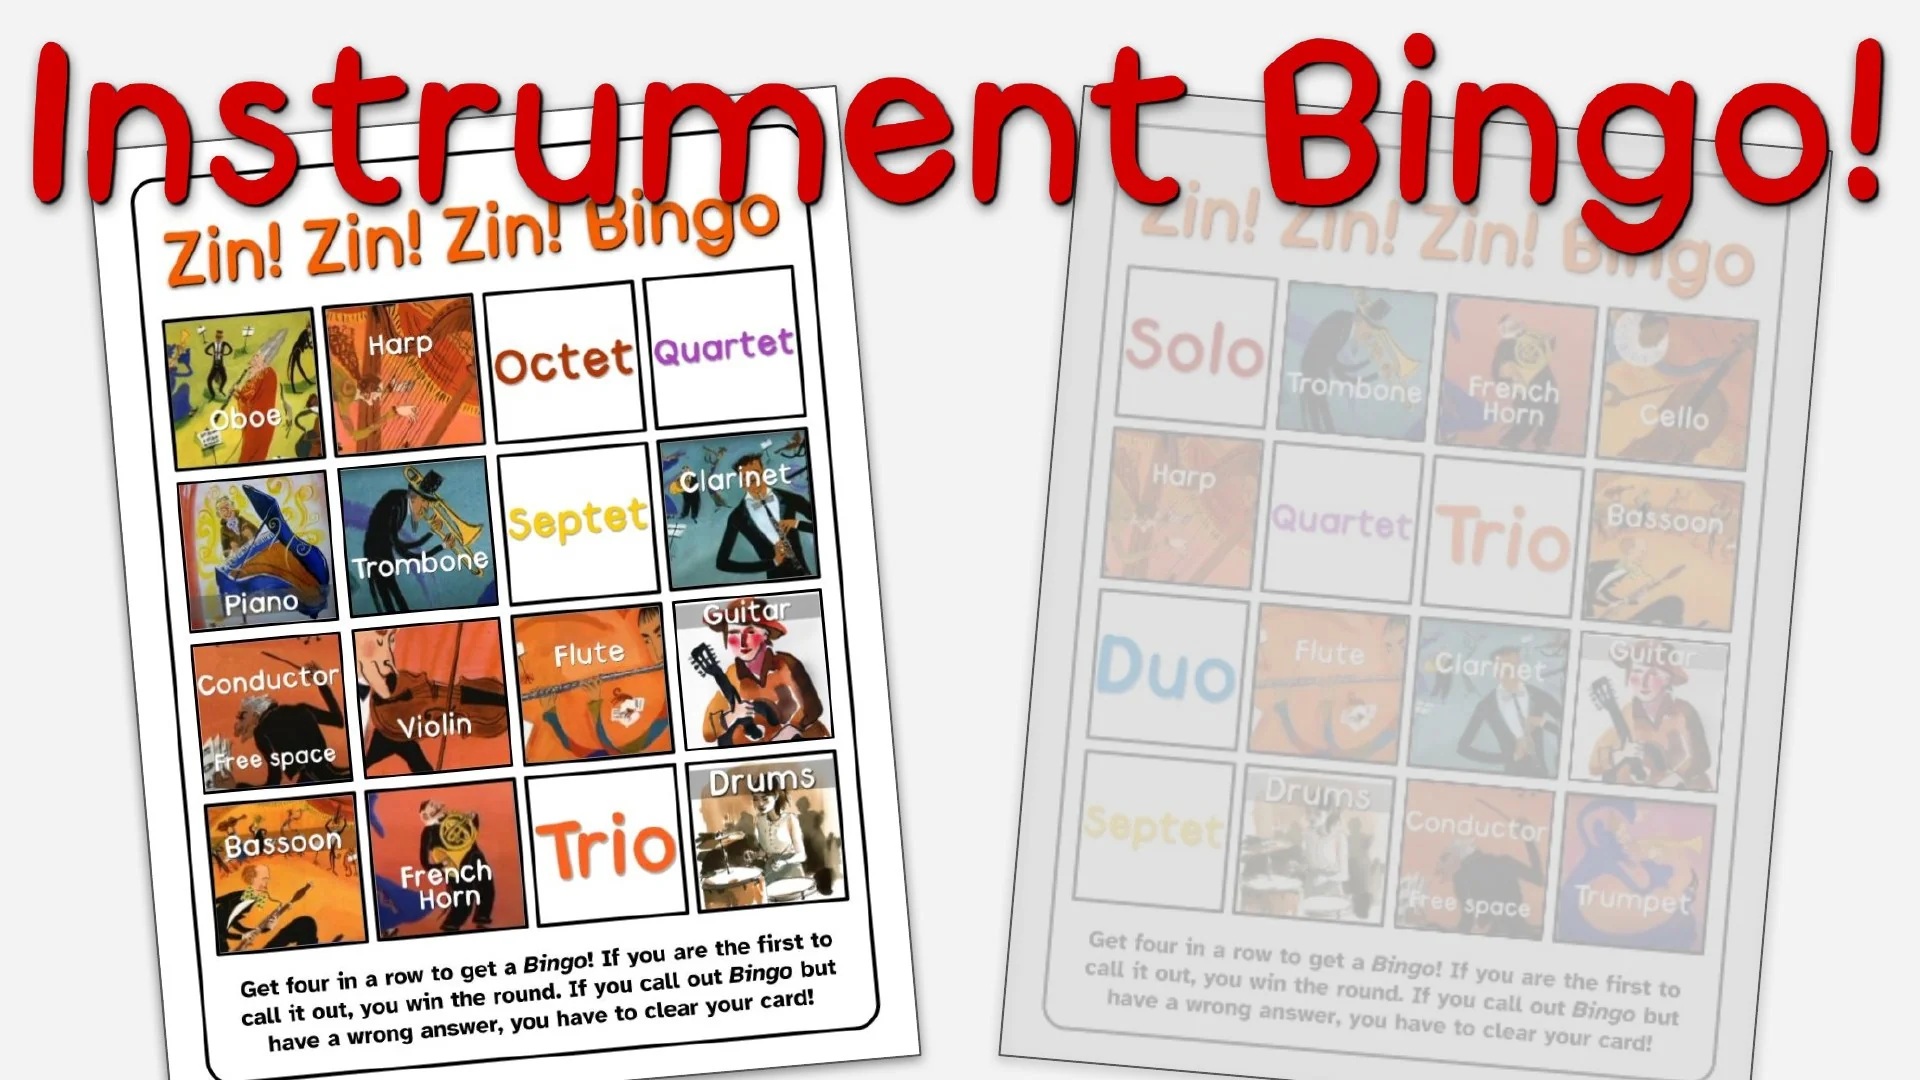 Instrument Bingo!
Zin! Zin! Zin! Bingo
Oboe
Harp
Octet
Quartet
Piano
Trombone
Septet
Clarinet
Conductor
Free space
Violin
Flute
Guitar
Bassoon
French
Horn
Trio
Drums
Get four in a row to get a Bingo! If you are the first to
call it out, you win the round. If you call out Bingo but
have a wrong answer, you have to clear your card!
Zin! Zin! Zin! Bingo
Solo
Trombone
French
Horn
Cello
Harp
Quartet
Trio
Bassoon
Duo
Flute
Clarinet
Guitar
Septet
Drums
Conductor
Free space
Trumpet
Get four in a row to get a Bingo! If you are the first to
call it out, you win the round. If you call out Bingo but
have a wrong answer, you have to clear your card!